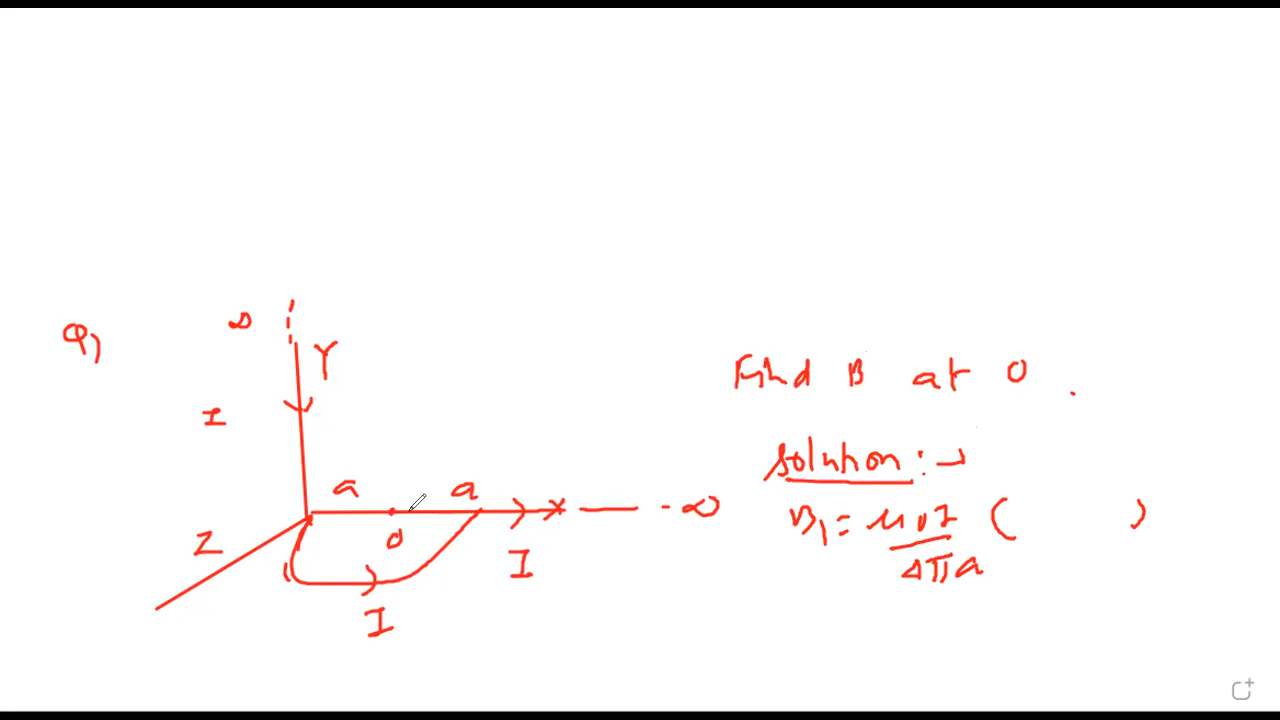 Q,
∞
Y
I
a
a
O
Z
I
∞
I
Find B at O.
Solution :→
B₁ = μ₀I/4πa ( )